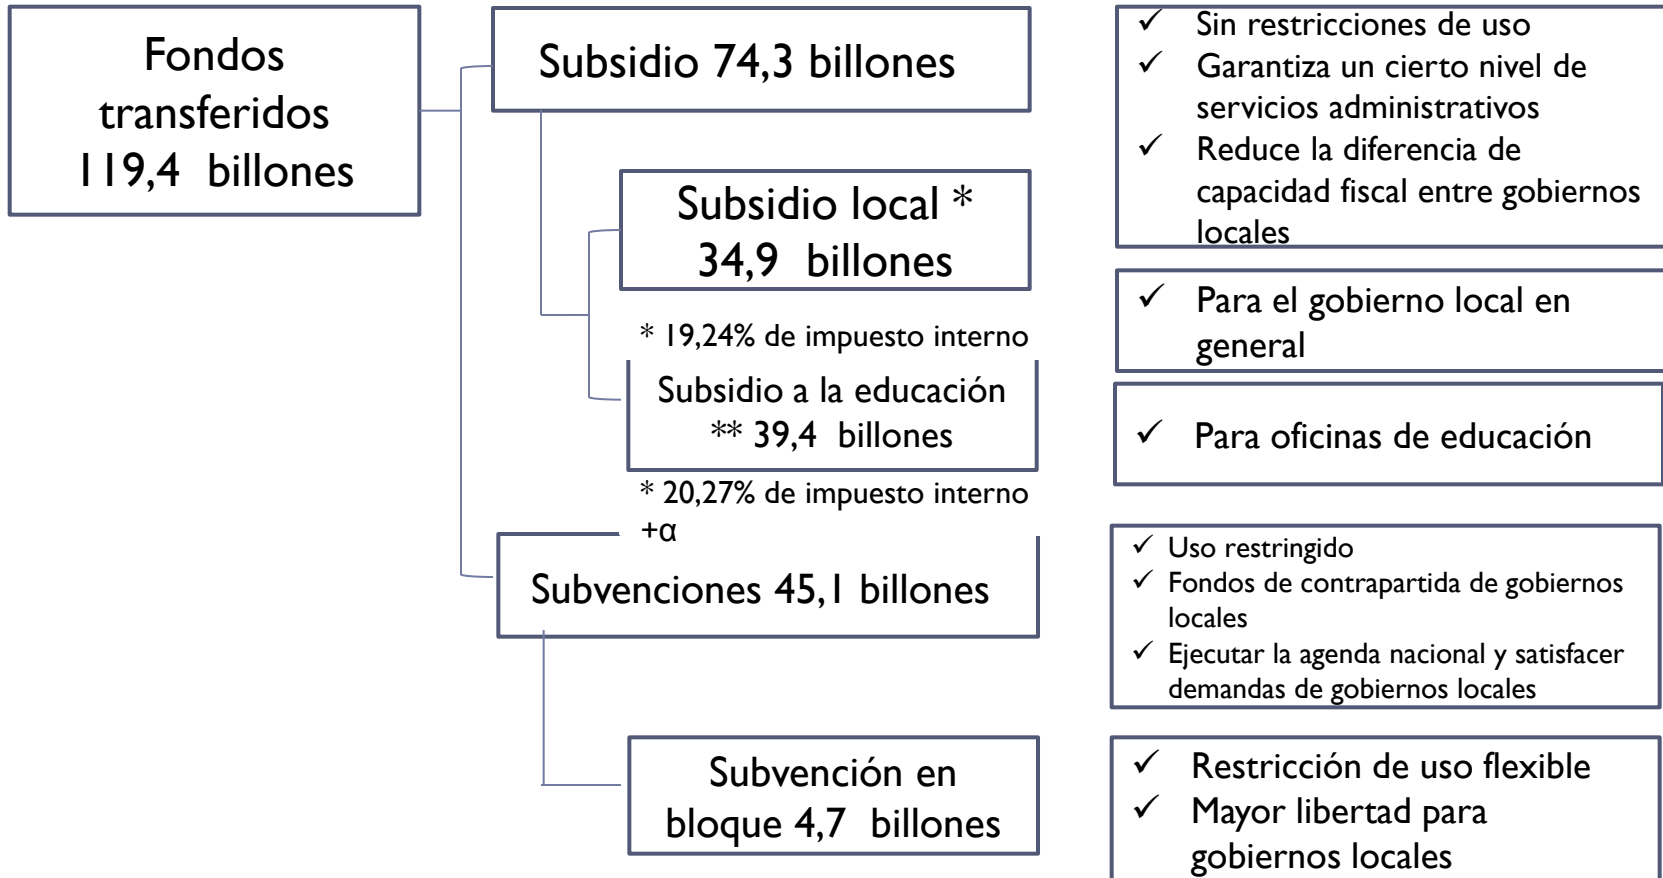 Fondos
transferidos
119,4 billones
Subsidio 74,3 billones
✓ Sin restricciones de uso
✓ Garantiza un cierto nivel de
servicios administrativos
✓ Reduce la diferencia de
capacidad fiscal entre gobiernos
locales
Subsidio local *
34,9 billones
* 19,24% de impuesto interno
✓ Para el gobierno local en
general
Subsidio a la educación
** 39,4 billones
* 20,27% de impuesto interno
+α
✓ Para oficinas de educación
Subvenciones 45,1 billones
✓ Uso restringido
✓ Fondos de contrapartida de gobiernos
locales
✓ Ejecutar la agenda nacional y satisfacer
demandas de gobiernos locales
Subvención en
bloque 4,7 billones
✓ Restricción de uso flexible
✓ Mayor libertad para
gobiernos locales